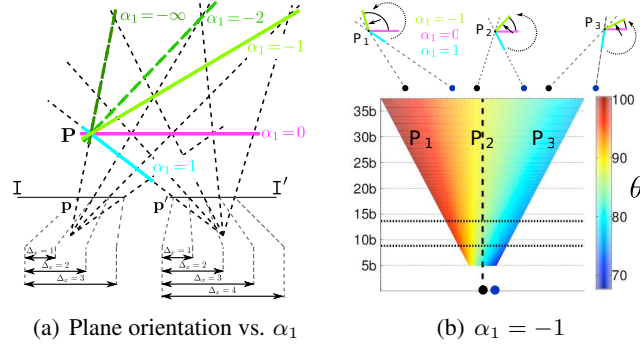 α₁=−∞
α₁=−2
α₁=−1
P
α₁=0
α₁=1
I
I′
p
p′
Δₓ=1
Δₓ=2
Δₓ=3
Δₓ=1
Δₓ=2
Δₓ=3
Δₓ=4
(a) Plane orientation vs. α₁
α₁=−1
α₁=0
α₁=1
P₁
P₂
P₃
35b
30b
25b
20b
15b
10b
5b
P₁ P₂ P₃
100
90
80
70
θ
(b) α₁ = −1